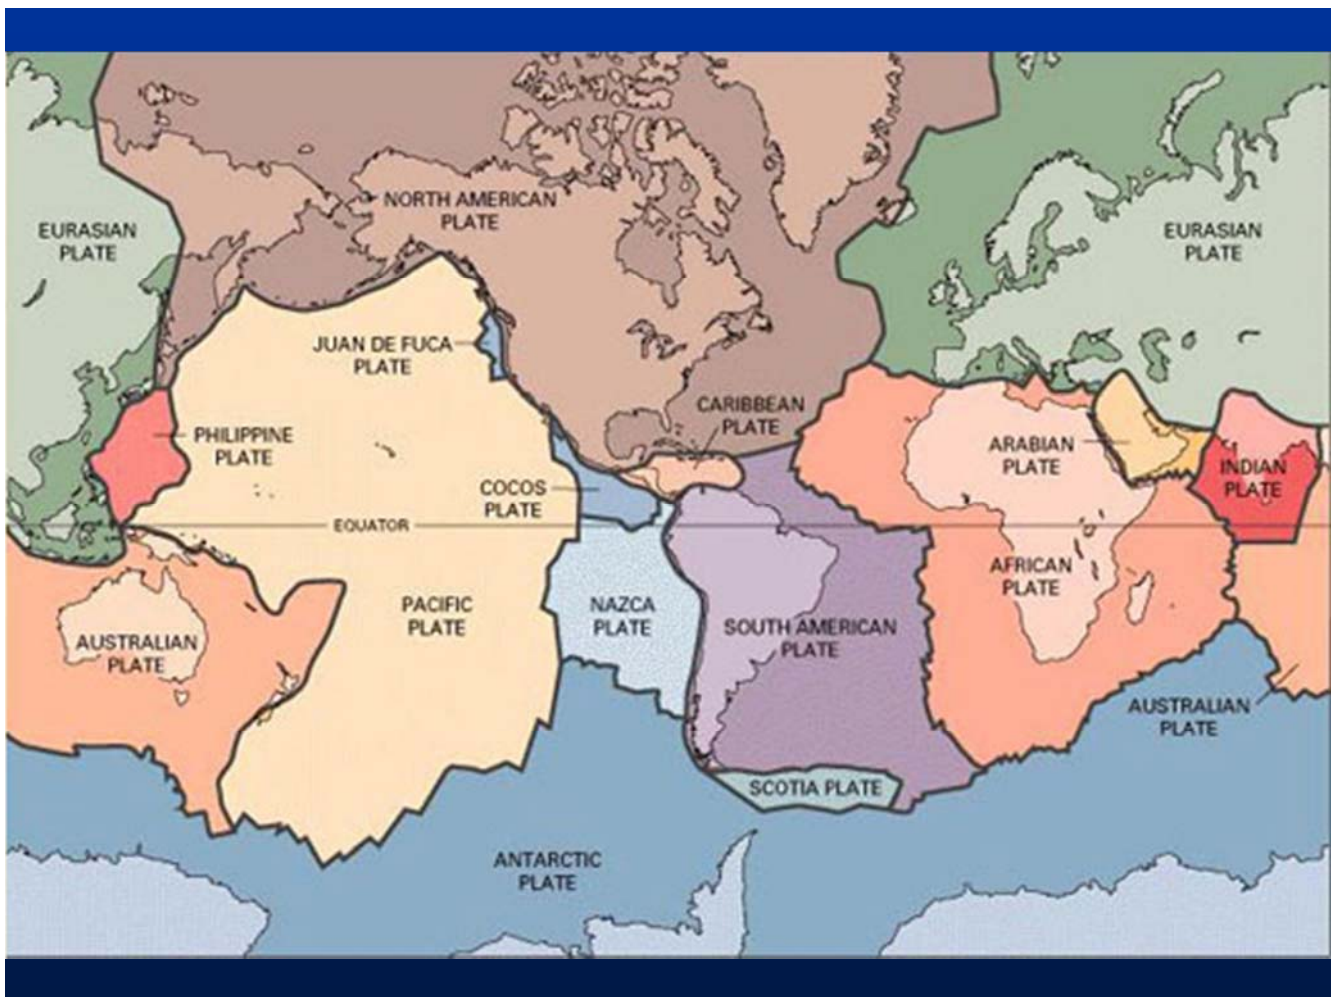 NORTH AMERICAN
PLATE
EURASIAN
PLATE
EURASIAN
PLATE
JUAN DE FUCA
PLATE
CARIBBEAN
PLATE
PHILIPPINE
PLATE
ARABIAN
PLATE
INDIAN
PLATE
COCOS
PLATE
EQUATOR
AFRICAN
PLATE
PACIFIC
PLATE
NAZCA
PLATE
SOUTH AMERICAN
PLATE
AUSTRALIAN
PLATE
AUSTRALIAN
PLATE
SCOTIA PLATE
ANTARCTIC
PLATE